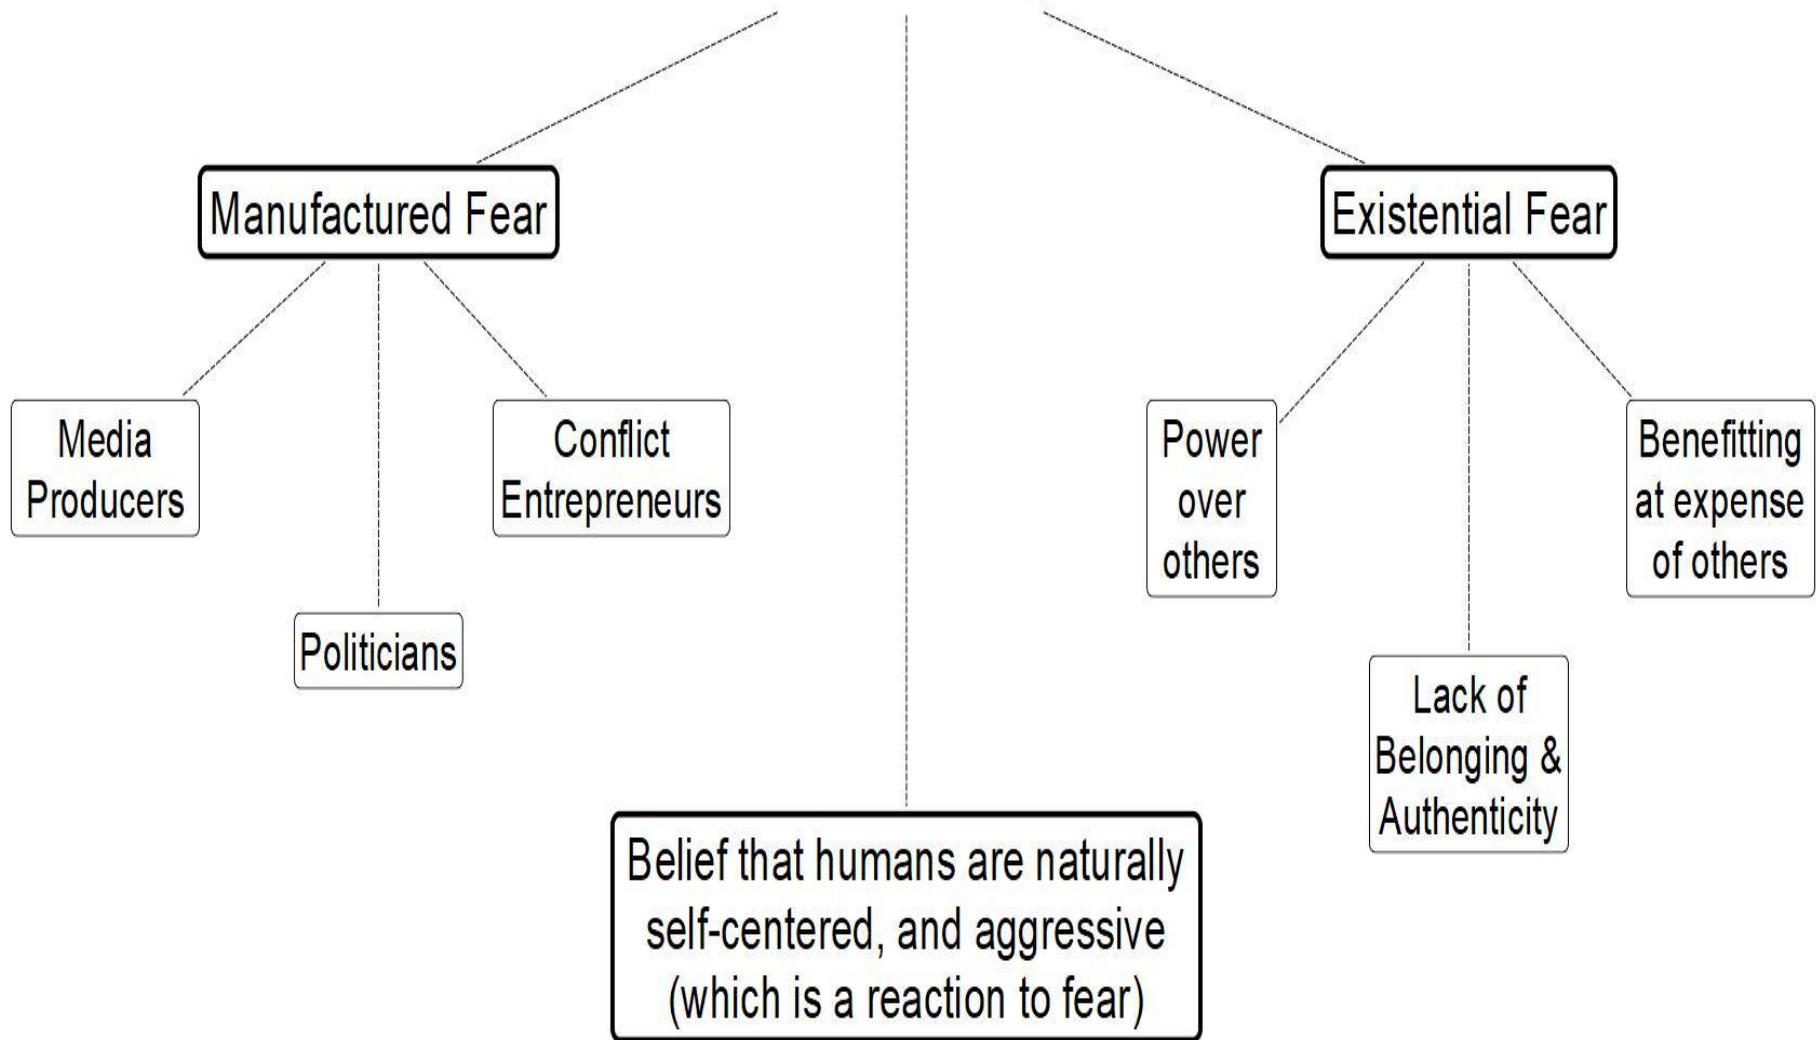 Manufactured Fear
Existential Fear
Media
Producers
Conflict
Entrepreneurs
Politicians
Power
over
others
Benefitting
at expense
of others
Lack of
Belonging &
Authenticity
Belief that humans are naturally
self-centered, and aggressive
(which is a reaction to fear)